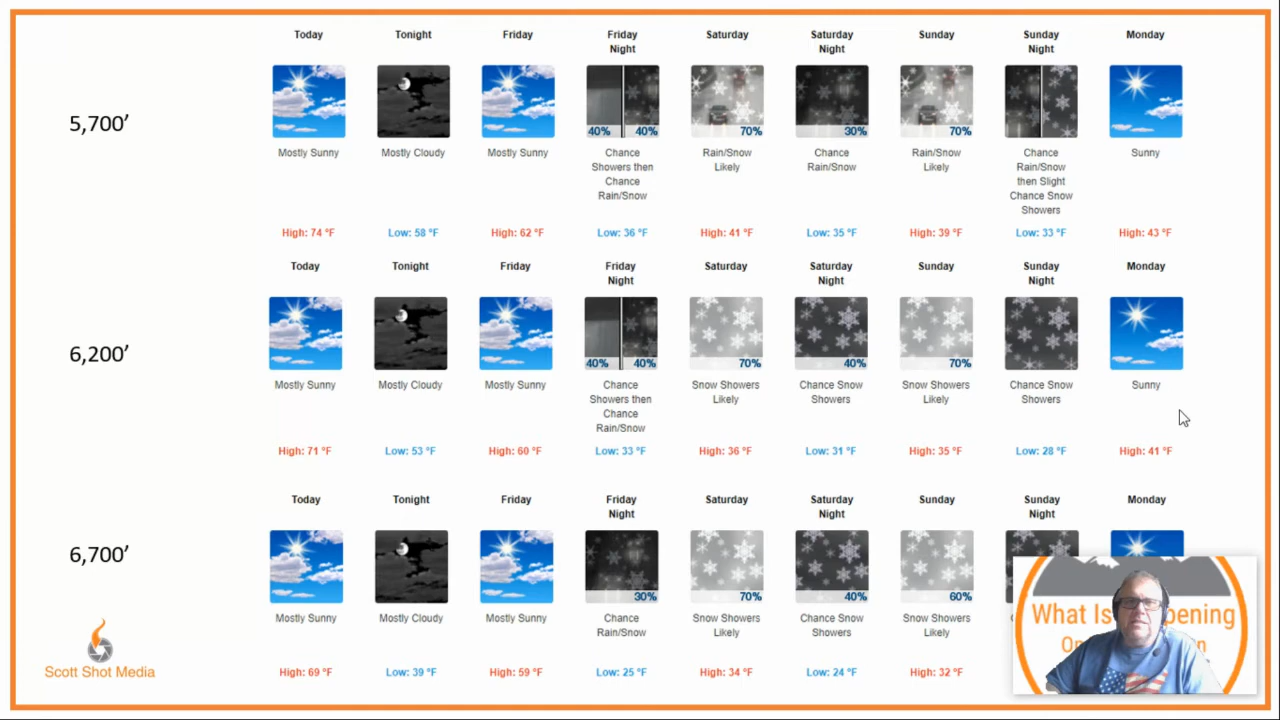 Today Tonight Friday Friday Saturday Saturday Sunday Sunday Monday
Night Night Night
5,700’
40% 40% 70% 30% 70%
Mostly Sunny Mostly Cloudy Mostly Sunny Chance Rain/Snow Chance Rain/Snow Chance Sunny
Showers then Likely Rain/Snow Likely Rain/Snow
Chance then Slight
Rain/Snow Chance Snow
Showers
High: 74 °F Low: 58 °F High: 62 °F Low: 36 °F High: 41 °F Low: 35 °F High: 39 °F Low: 33 °F High: 43 °F
Today Tonight Friday Friday Saturday Saturday Sunday Sunday Monday
Night Night Night
6,200’
40% 40% 70% 40% 70%
Mostly Sunny Mostly Cloudy Mostly Sunny Chance Snow Showers Chance Snow Snow Showers Chance Snow Sunny
Showers then Likely Showers Likely Showers
Chance
Rain/Snow
High: 71 °F Low: 53 °F High: 60 °F Low: 33 °F High: 36 °F Low: 31 °F High: 35 °F Low: 28 °F High: 41 °F
Today Tonight Friday Friday Saturday Saturday Sunday Sunday Monday
Night Night Night
6,700’
30% 70% 40% 60%
Mostly Sunny Mostly Cloudy Mostly Sunny Chance Snow Showers Chance Snow Snow Showers
Rain/Snow Likely Showers Likely
High: 69 °F Low: 39 °F High: 59 °F Low: 25 °F High: 34 °F Low: 24 °F High: 32 °F
What Is
Scott Shot Media